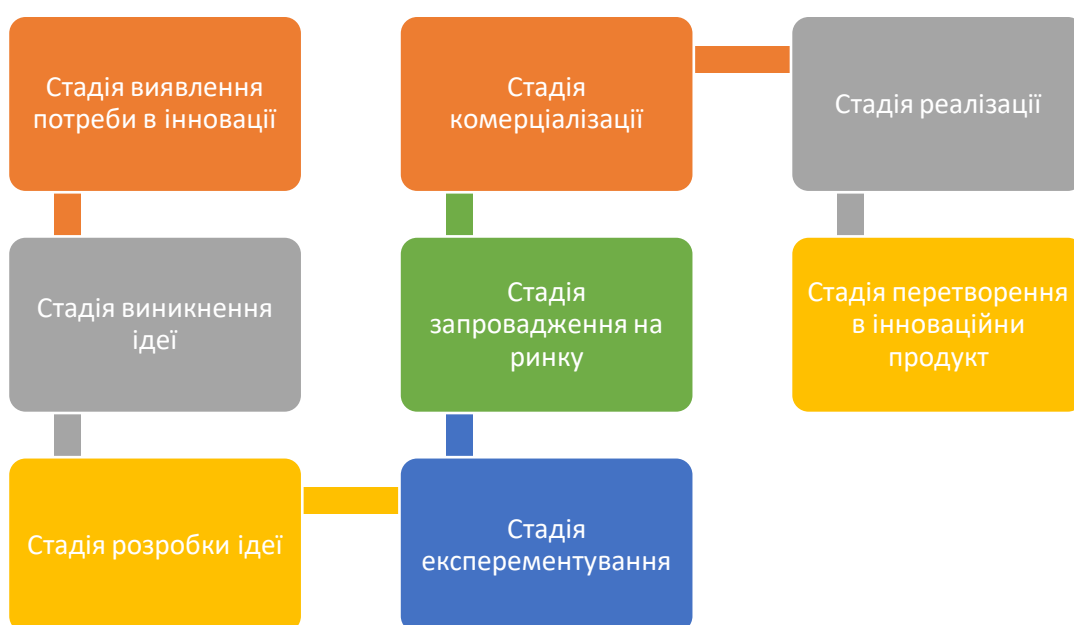 Стадія виявлення
потреби в інновації
Стадія виникнення
ідеї
Стадія розробки ідеї
Стадія
експерементування
Стадія
запровадження на
ринку
Стадія
комерціалізації
Стадія реалізації
Стадія перетворення
в інноваційни
продукт